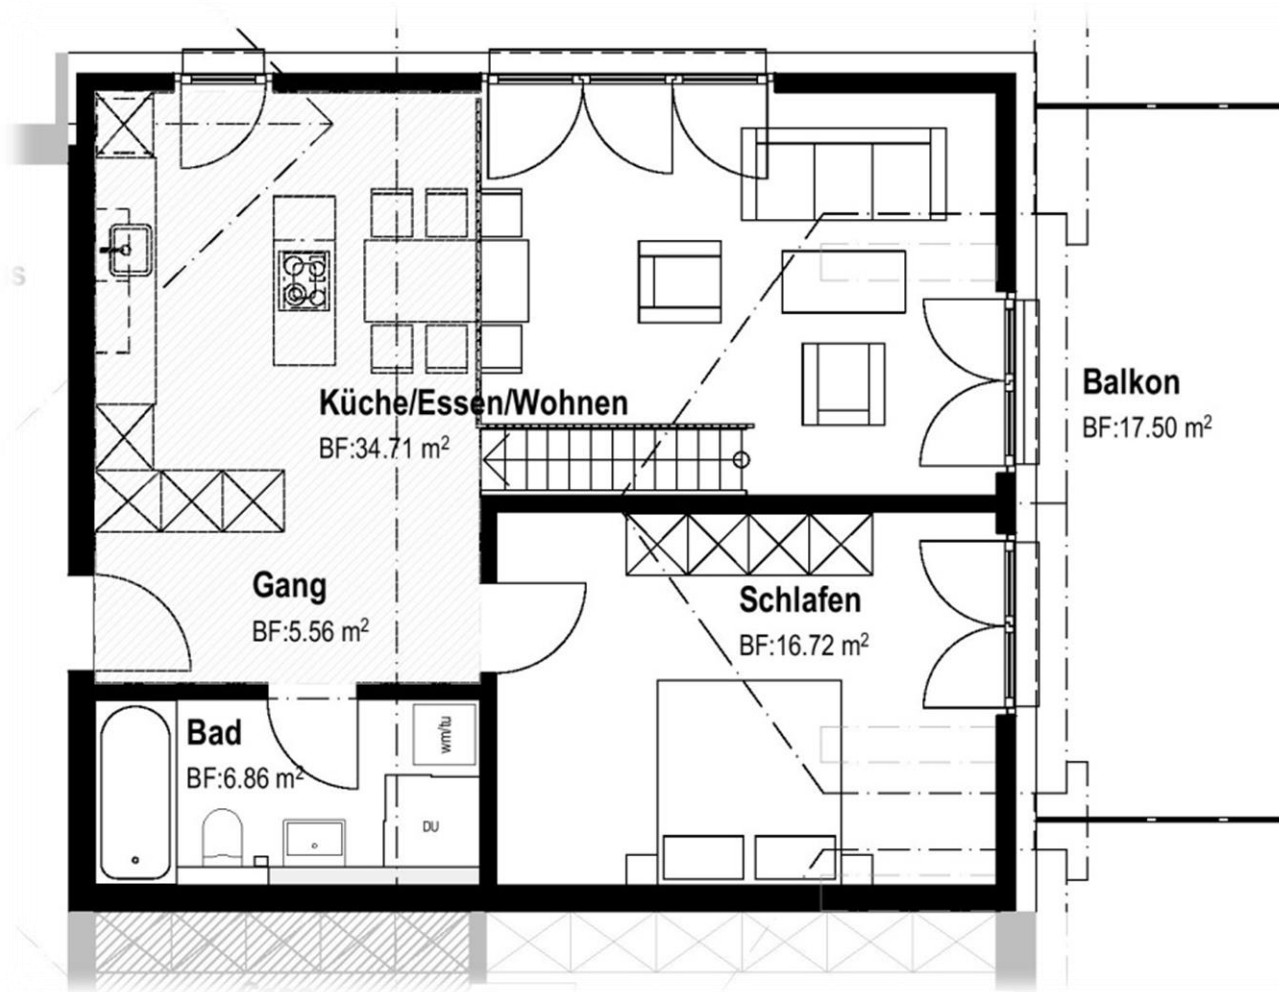 s
Küche/Essen/Wohnen
BF:34.71 m²
Balkon
BF:17.50 m²
Gang
BF:5.56 m²
Schlafen
BF:16.72 m²
Bad
BF:6.86 m²
wm/tu
DU